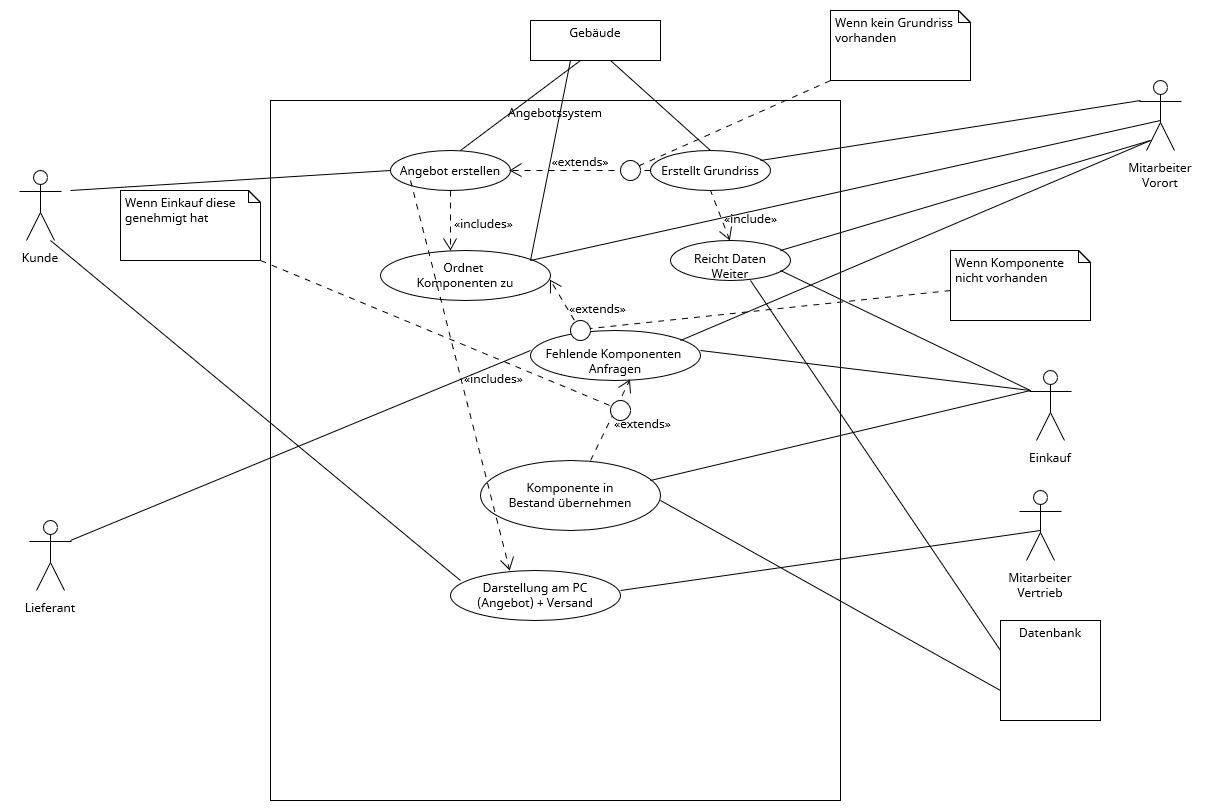 Gebäude
Wenn kein Grundriss
vorhanden
Angebotssystem
Angebot erstellen
«extends»
Erstellt Grundriss
Mitarbeiter
Vorort
Kunde
Wenn Einkauf diese
genehmigt hat
«includes»
«include»
Ordnet
Komponenten zu
Reicht Daten
Weiter
Wenn Komponente
nicht vorhanden
«extends»
Fehlende Komponenten
Anfragen
«includes»
«extends»
Einkauf
Komponente in
Bestand übernehmen
Lieferant
Mitarbeiter
Vertrieb
Darstellung am PC
(Angebot) + Versand
Datenbank